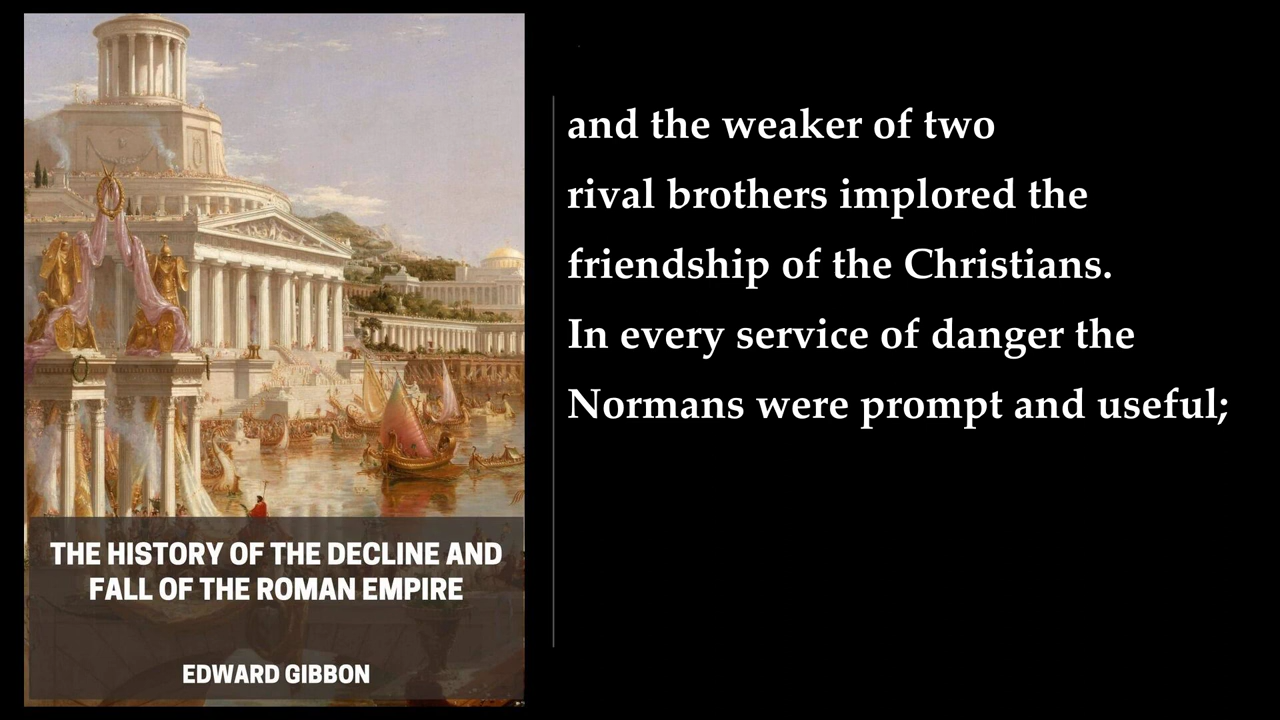 THE HISTORY OF THE DECLINE AND
FALL OF THE ROMAN EMPIRE
EDWARD GIBBON
and the weaker of two
rival brothers implored the
friendship of the Christians.
In every service of danger the
Normans were prompt and useful;